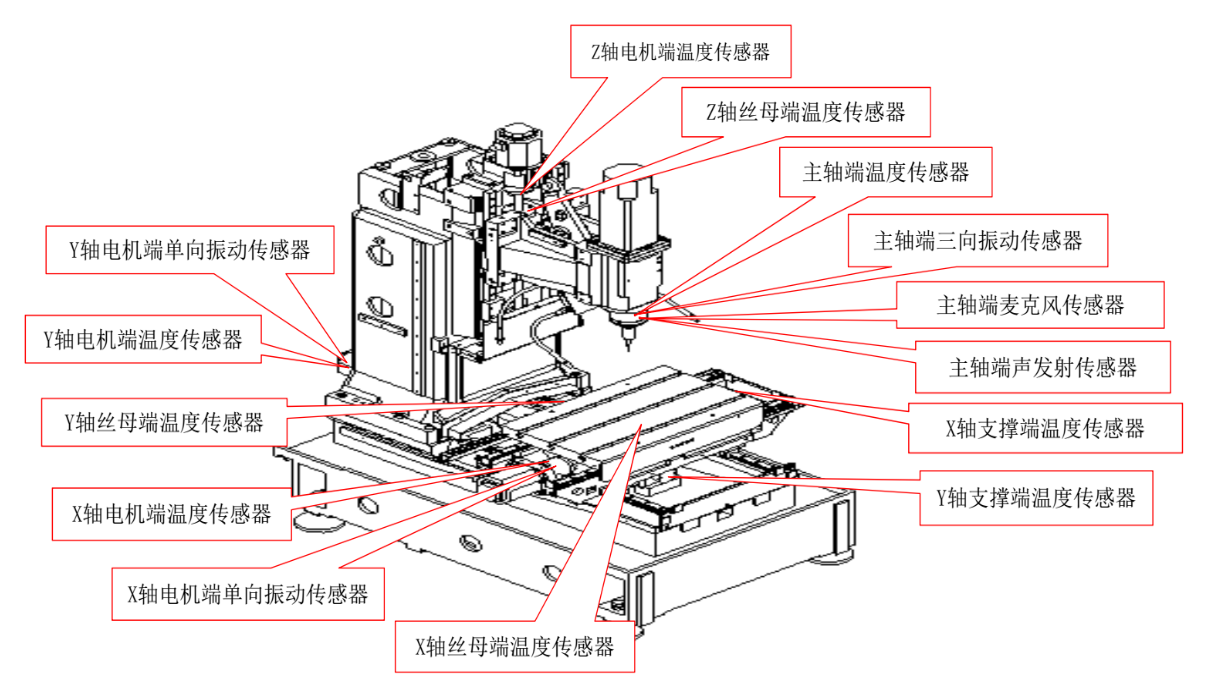 Z轴电机端温度传感器
Z轴丝母端温度传感器
主轴端温度传感器
主轴端三向振动传感器
Y轴电机端单向振动传感器
主轴端麦克风传感器
Y轴电机端温度传感器
主轴端声发射传感器
Y轴丝母端温度传感器
X轴支撑端温度传感器
Y轴支撑端温度传感器
X轴电机端温度传感器
X轴电机端单向振动传感器
X轴丝母端温度传感器